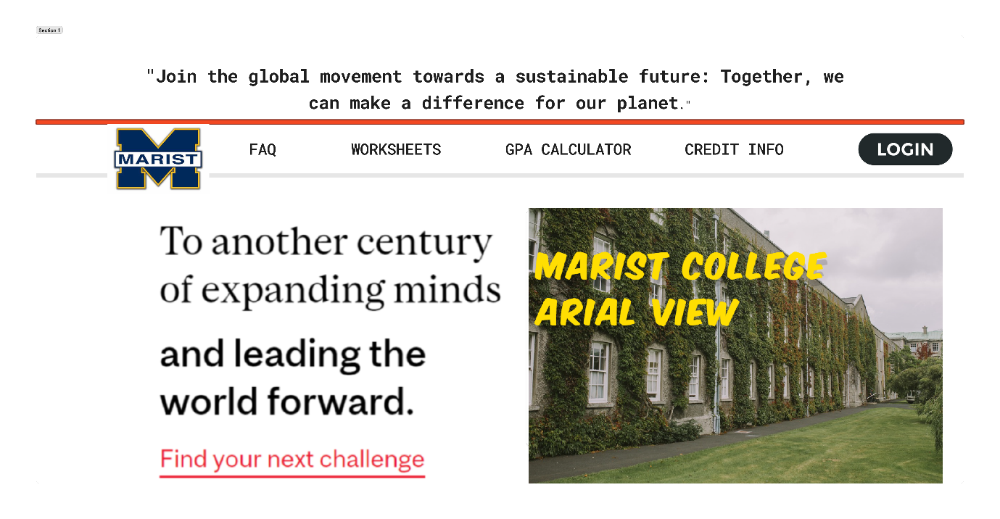 Section 1
"Join the global movement towards a sustainable future: Together, we
can make a difference for our planet."
MARIST
FAQ
WORKSHEETS
GPA CALCULATOR
CREDIT INFO
LOGIN
To another century
of expanding minds
and leading the
world forward.
Find your next challenge
MARIST COLLEGE
ARIAL VIEW